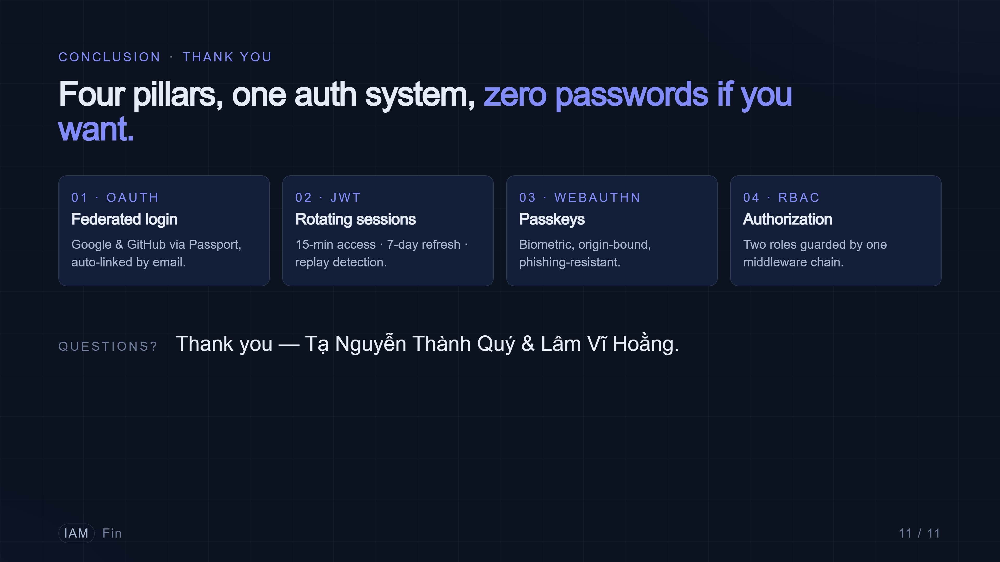 CONCLUSION · THANK YOU
Four pillars, one auth system, zero passwords if you
want.
01 · OAUTH
Federated login
Google & GitHub via Passport,
auto-linked by email.
02 · JWT
Rotating sessions
15-min access · 7-day refresh ·
replay detection.
03 · WEBAUTHN
Passkeys
Biometric, origin-bound,
phishing-resistant.
04 · RBAC
Authorization
Two roles guarded by one
middleware chain.
QUESTIONS? Thank you — Tạ Nguyễn Thành Quý & Lâm Vĩ Hoằng.
IAM Fin
11 / 11